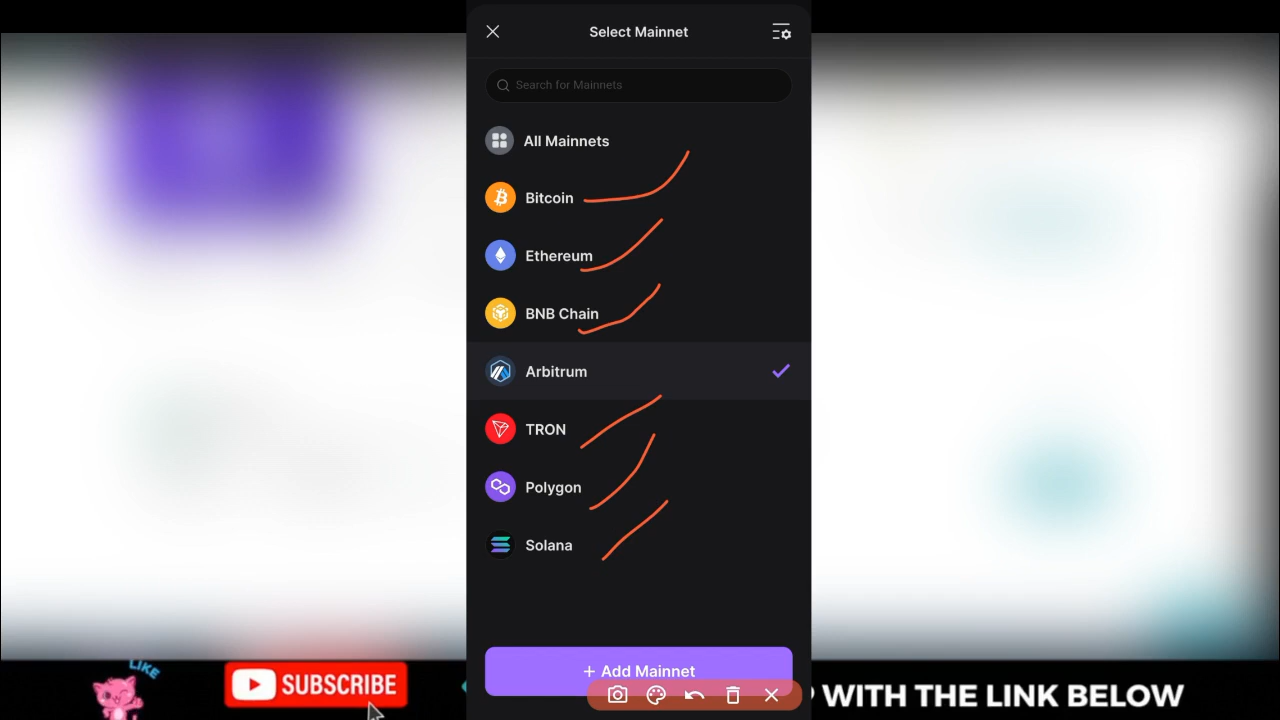 Select Mainnet
Search for Mainnets
All Mainnets
Bitcoin
Ethereum
BNB Chain
Arbitrum
TRON
Polygon
Solana
+ Add Mainnet
LIKE
SUBSCRIBE
WITH THE LINK BELOW